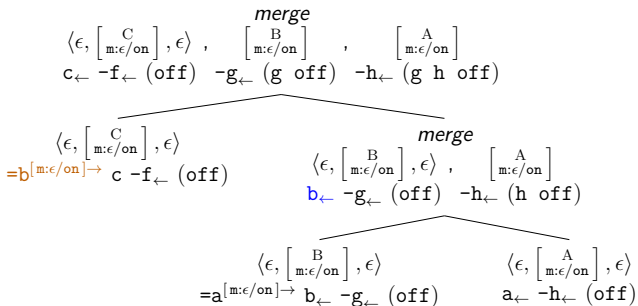 merge
⟨ϵ, [C m:ϵ/on], ϵ⟩ , [B m:ϵ/on] , [A m:ϵ/on]
c← -f← (off) -g← (g off) -h← (g h off)
merge
⟨ϵ, [C m:ϵ/on], ϵ⟩
=b[m:ϵ/on]→ c -f← (off)
⟨ϵ, [B m:ϵ/on], ϵ⟩ , [A m:ϵ/on]
b← -g← (off) -h← (h off)
⟨ϵ, [B m:ϵ/on], ϵ⟩ ⟨ϵ, [A m:ϵ/on], ϵ⟩
=a[m:ϵ/on]→ b← -g← (off) a← -h← (off)